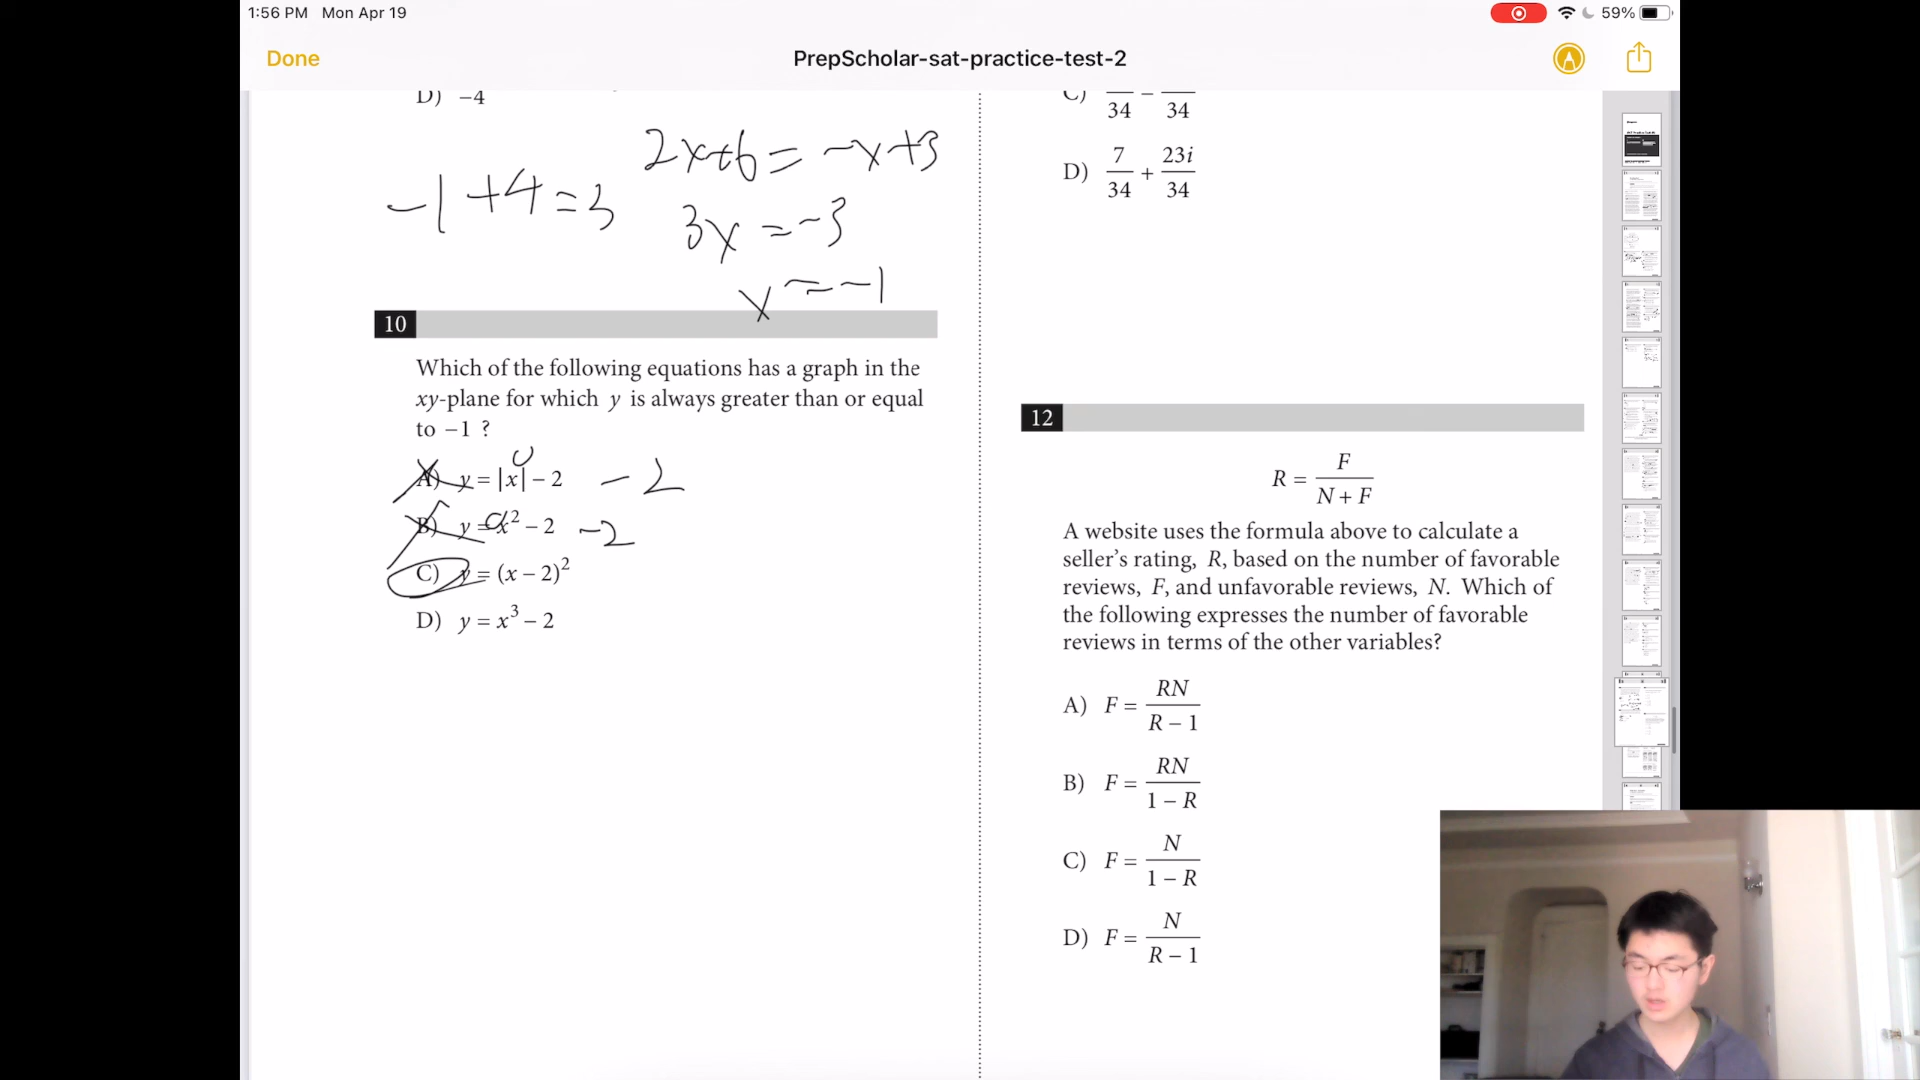 1:56 PM Mon Apr 19
59%
Done
PrepScholar-sat-practice-test-2
D) −4
2x+6=−x+3
−1+4=3
3x=−3
x=−1
10
Which of the following equations has a graph in the
xy-plane for which y is always greater than or equal
to −1 ?
0
A) y = |x| − 2 −2
B) y = x² − 2 −2
C) y = (x − 2)²
D) y = x³ − 2
C) 34 − 34
D) 7/34 + 23i/34
12
R = F/(N + F)
A website uses the formula above to calculate a
seller’s rating, R, based on the number of favorable
reviews, F, and unfavorable reviews, N. Which of
the following expresses the number of favorable
reviews in terms of the other variables?
A) F = RN/(R − 1)
B) F = RN/(1 − R)
C) F = N/(1 − R)
D) F = N/(R − 1)